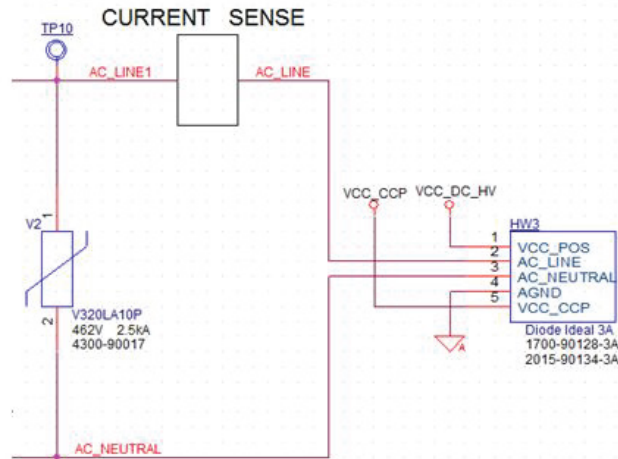 CURRENT SENSE
TP10
AC_LINE1
AC_LINE
VCC_CCP
VCC_DC_HV
HW3
1
VCC_POS
2
AC_LINE
3
AC_NEUTRAL
4
AGND
5
VCC_CCP
Diode Ideal 3A
1700-90128-3A
2015-90134-3A
A
V2
1
2
V320LA10P
462V 2.5kA
4300-90017
AC_NEUTRAL